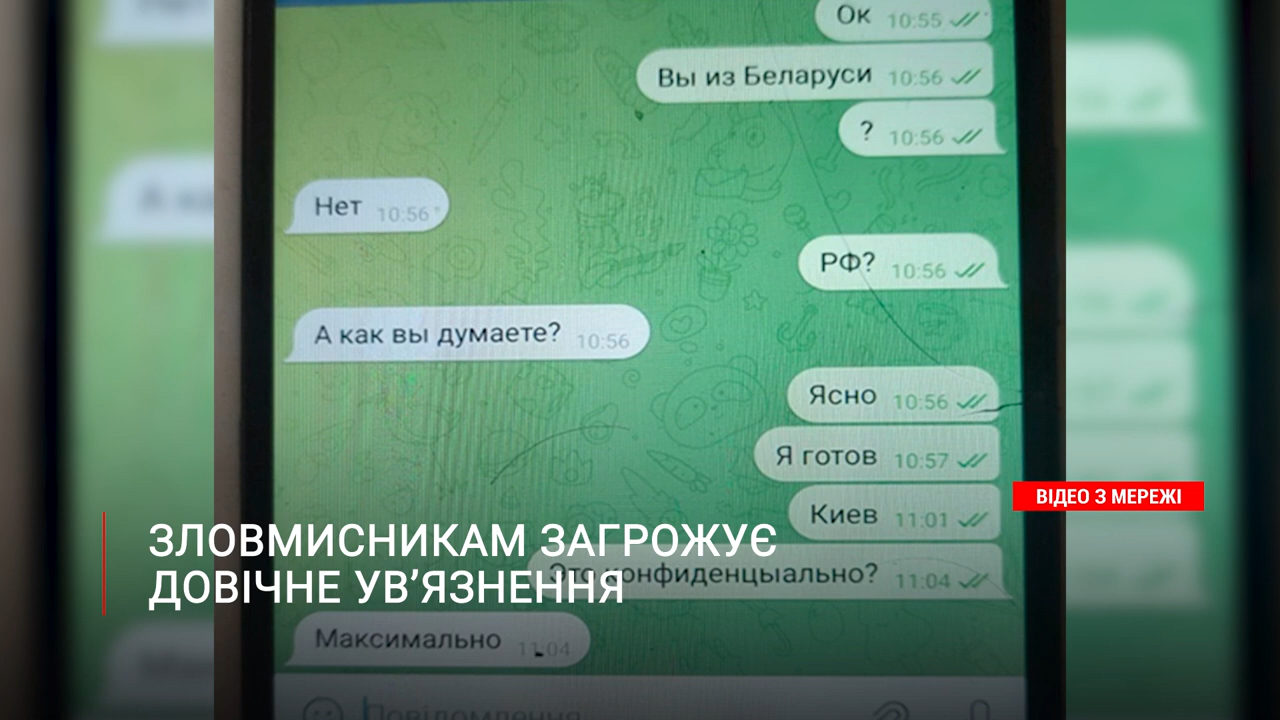 Ок 10:55
Вы из Беларуси 10:56
? 10:56
Нет 10:56
РФ? 10:56
А как вы думаете? 10:56
Ясно 10:56
Я готов 10:57
Киев 11:01
ВІДЕО З МЕРЕЖІ
ЗЛОВМИСНИКАМ ЗАГРОЖУЄ
ДОВІЧНЕ УВ’ЯЗНЕННЯ
Это конфиденцыально? 11:04
Максимально 11:04
Повідомлення